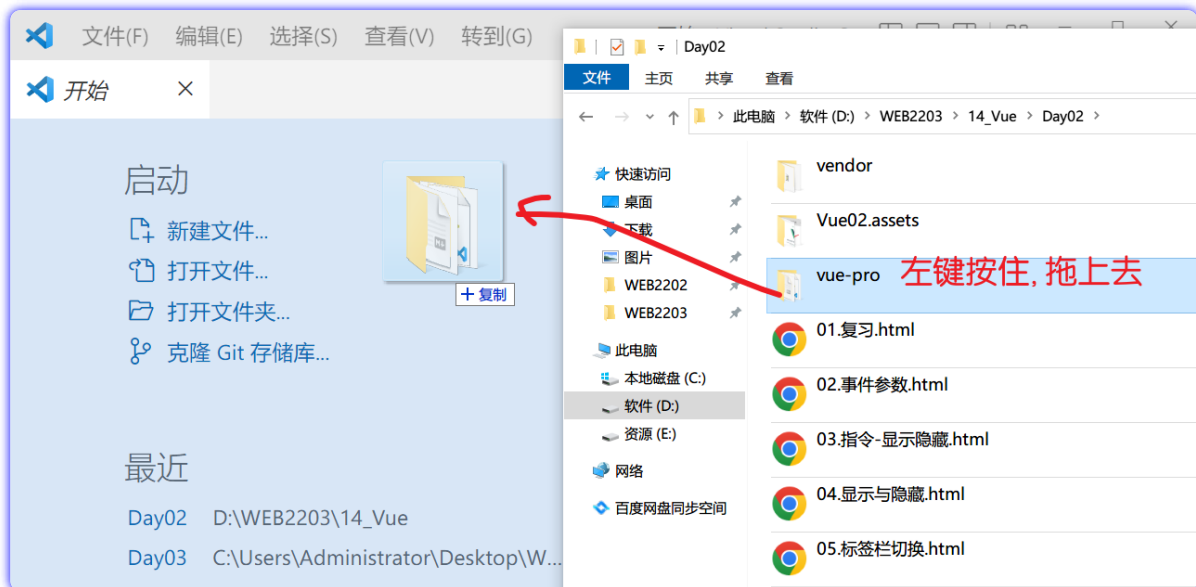 文件(F) 编辑(E) 选择(S) 查看(V) 转到(G)
开始
启动
新建文件...
打开文件...
打开文件夹...
克隆 Git 存储库...
复制
最近
Day02 D:\WEB2203\14_Vue
Day03 C:\Users\Administrator\Desktop\W...
Day02
文件 主页 共享 查看
此电脑 软件 (D:) WEB2203 14_Vue Day02
快速访问
桌面
下载
图片
WEB2202
WEB2203
此电脑
本地磁盘 (C:)
软件 (D:)
资源 (E:)
网络
百度网盘同步空间
vendor
Vue02.assets
vue-pro 左键按住, 拖上去
01.复习.html
02.事件参数.html
03.指令-显示隐藏.html
04.显示与隐藏.html
05.标签栏切换.html